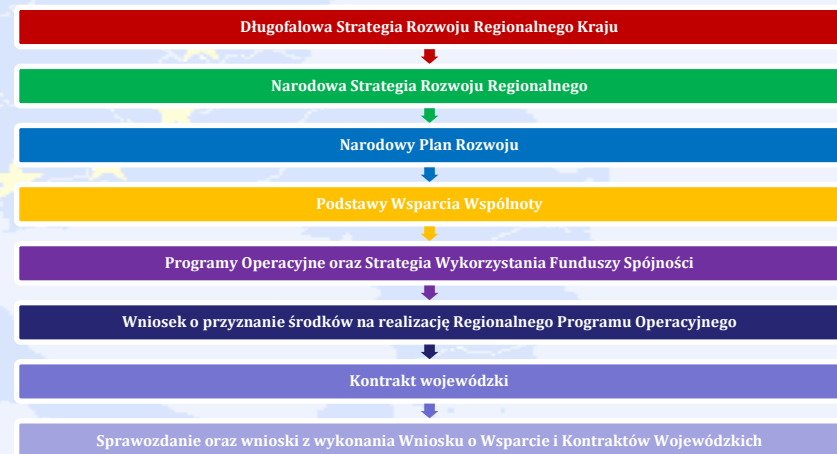 Długofalowa Strategia Rozwoju Regionalnego Kraju
Narodowa Strategia Rozwoju Regionalnego
Narodowy Plan Rozwoju
Podstawy Wsparcia Wspólnoty
Programy Operacyjne oraz Strategia Wykorzystania Funduszy Spójności
Wniosek o przyznanie środków na realizację Regionalnego Programu Operacyjnego
Kontrakt wojewódzki
Sprawozdanie oraz wnioski z wykonania Wniosku o Wsparcie i Kontraktów Wojewódzkich